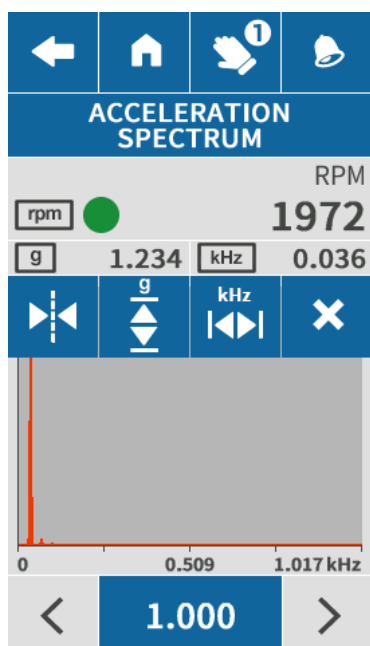 1
ACCELERATION
SPECTRUM
RPM
rpm 1972
g 1.234 kHz 0.036
g kHz
0 0.509 1.017 kHz
1.000